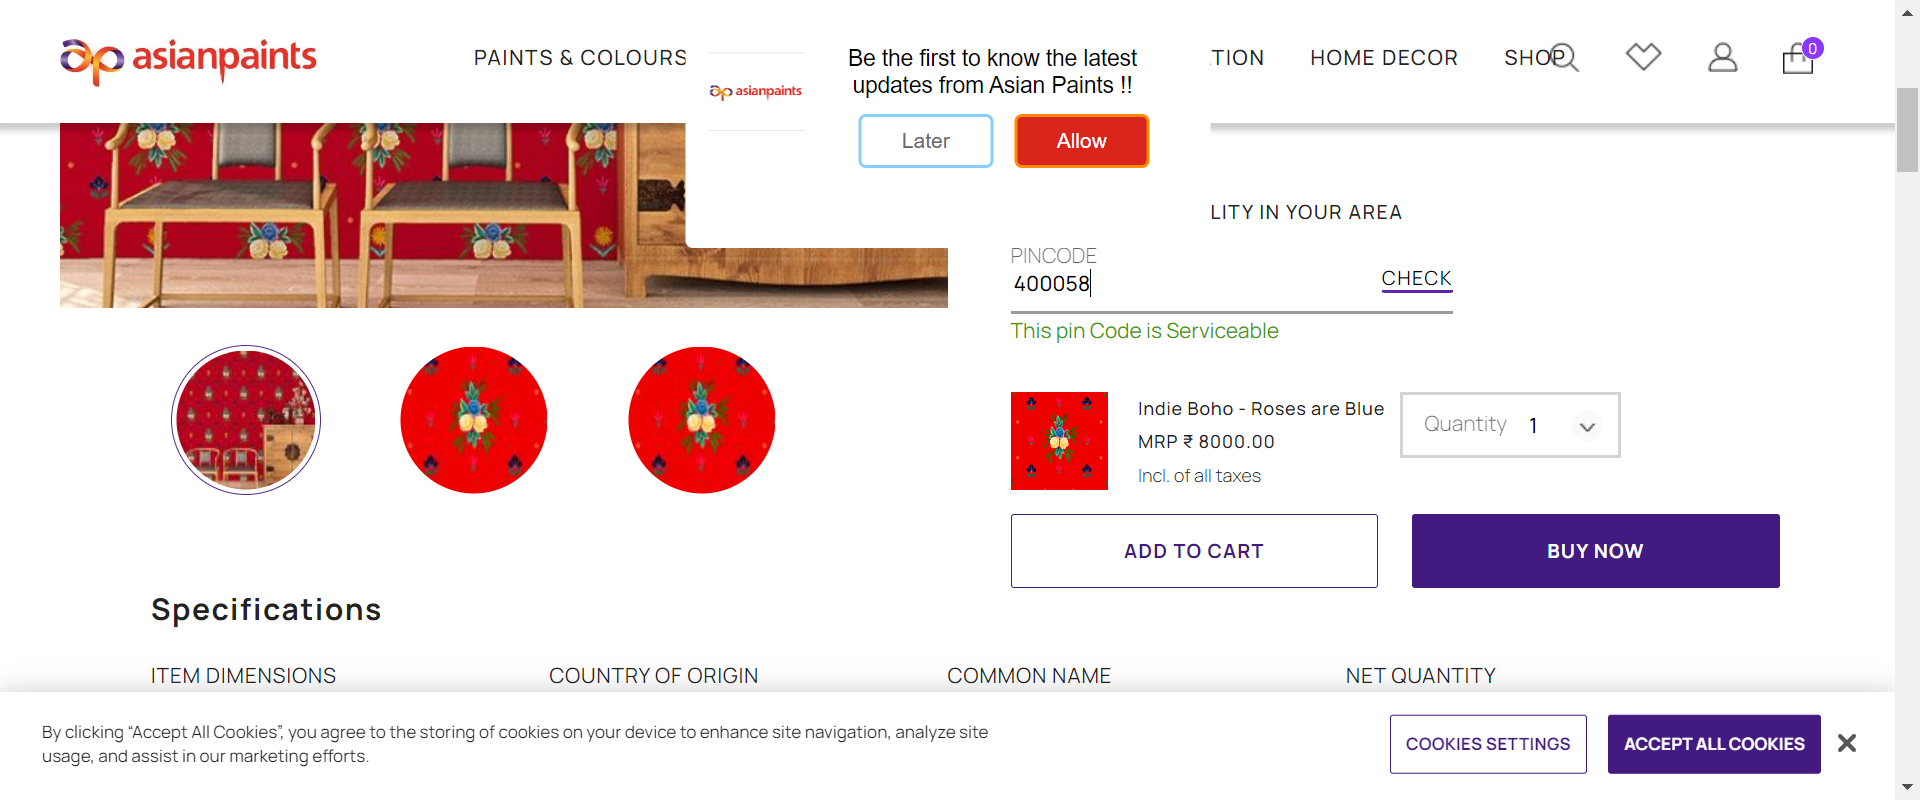 asianpaints
PAINTS & COLOURS
TION
HOME DECOR
SHOP
0
asianpaints
Be the first to know the latest
updates from Asian Paints !!
Later
Allow
LITY IN YOUR AREA
PINCODE
400058
CHECK
This pin Code is Serviceable
Indie Boho - Roses are Blue
MRP ₹ 8000.00
Incl. of all taxes
Quantity 1
ADD TO CART
BUY NOW
Specifications
ITEM DIMENSIONS
COUNTRY OF ORIGIN
COMMON NAME
NET QUANTITY
By clicking “Accept All Cookies”, you agree to the storing of cookies on your device to enhance site navigation, analyze site
usage, and assist in our marketing efforts.
COOKIES SETTINGS
ACCEPT ALL COOKIES